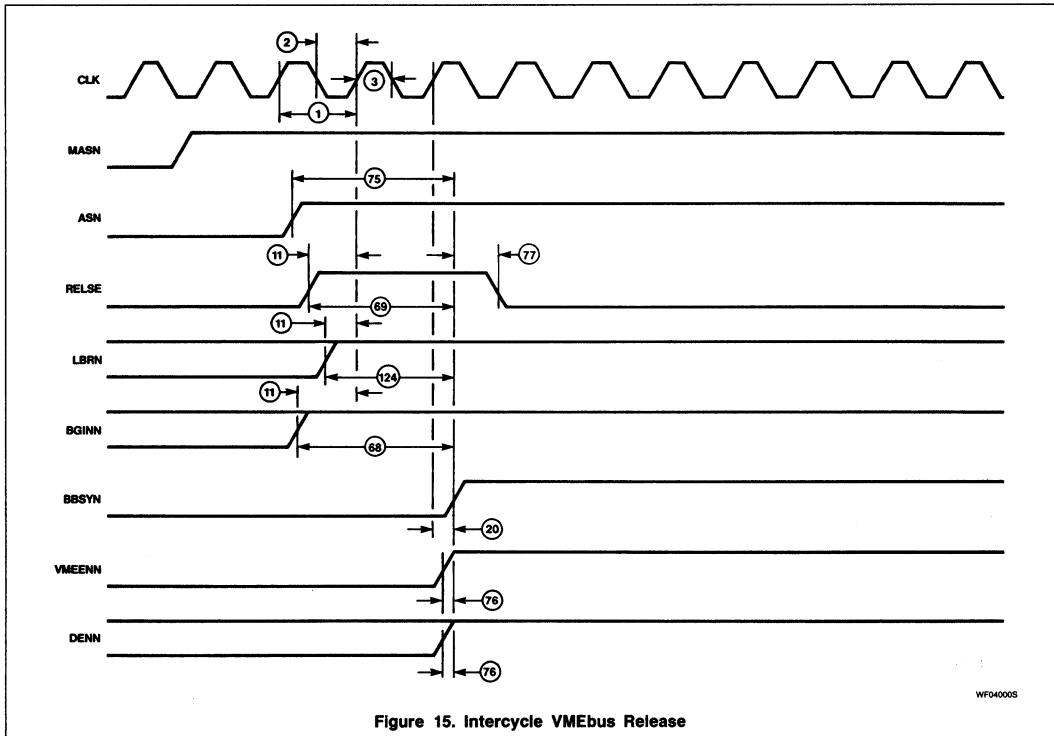 2
CLK
3
1
MASN
75
ASN
11
77
RELSE
69
11
LBRN
124
11
BGINN
68
BBSYN
20
VMEENN
76
DENN
76
WF04000S
Figure 15. Intercycle VMEbus Release